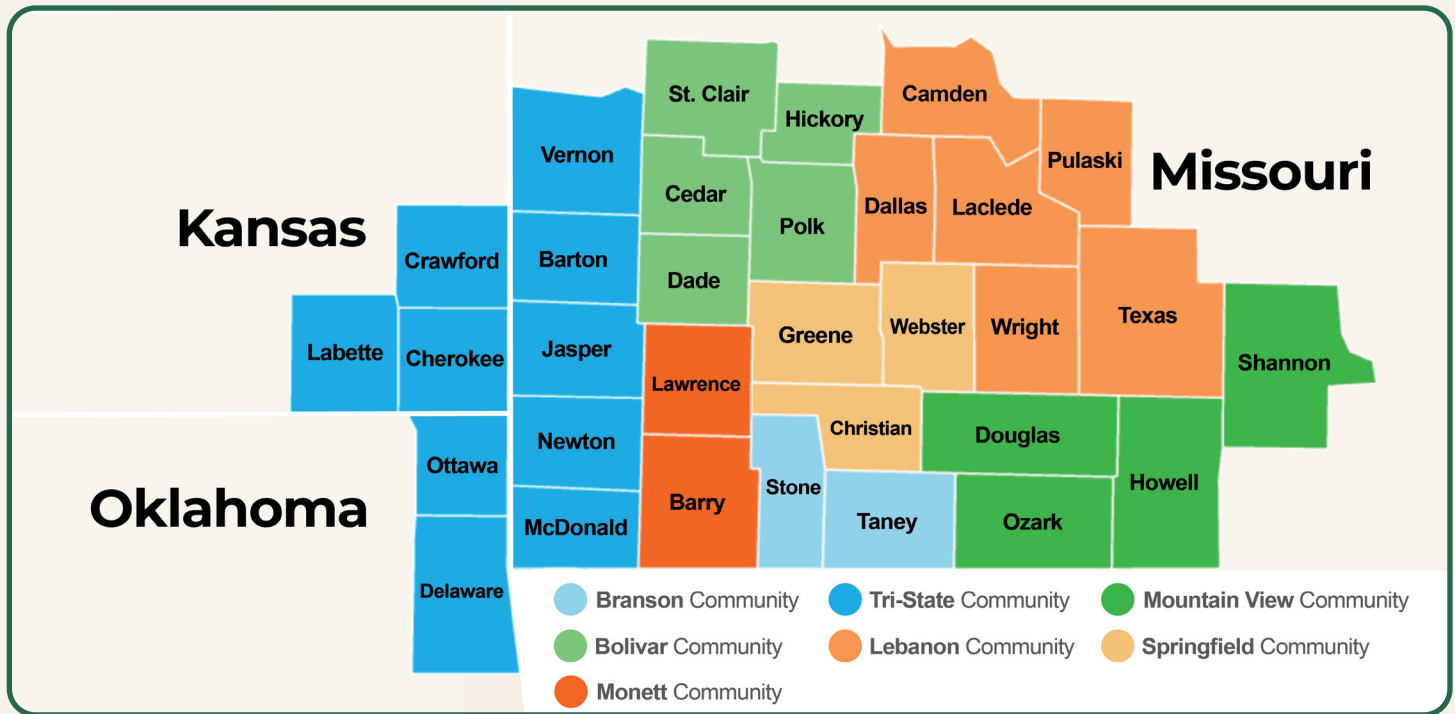 Kansas
Missouri
Oklahoma
St. Clair
Hickory
Camden
Vernon
Pulaski
Cedar
Polk
Dallas
Laclede
Crawford
Barton
Dade
Labette
Cherokee
Jasper
Greene
Webster
Wright
Texas
Shannon
Lawrence
Newton
Christian
Douglas
Ottawa
Barry
Stone
Howell
McDonald
Taney
Ozark
Delaware
Branson Community
Tri-State Community
Mountain View Community
Bolivar Community
Lebanon Community
Springfield Community
Monett Community